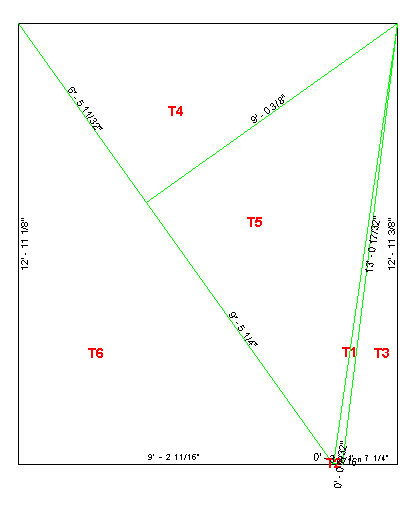 6' - 5 11/32"
T4
9' - 0 3/8"
T5
12' - 11 1/8"
13' - 0 17/32"
12' - 11 3/8"
9' - 5 1/4"
T6
T1
T3
9' - 2 11/16"
7 1/4"
T2